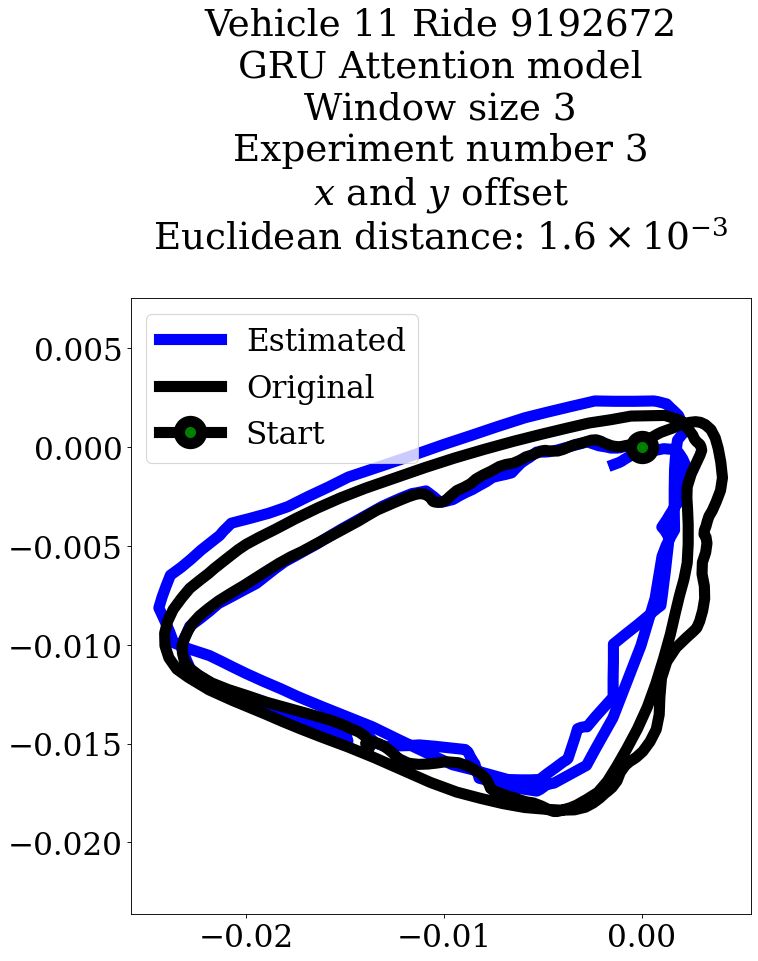 Vehicle 11 Ride 9192672
GRU Attention model
Window size 3
Experiment number 3
x and y offset
Euclidean distance: 1.6 × 10⁻³
Estimated
Original
Start
0.005
0.000
−0.005
−0.010
−0.015
−0.020
−0.02
−0.01
0.00